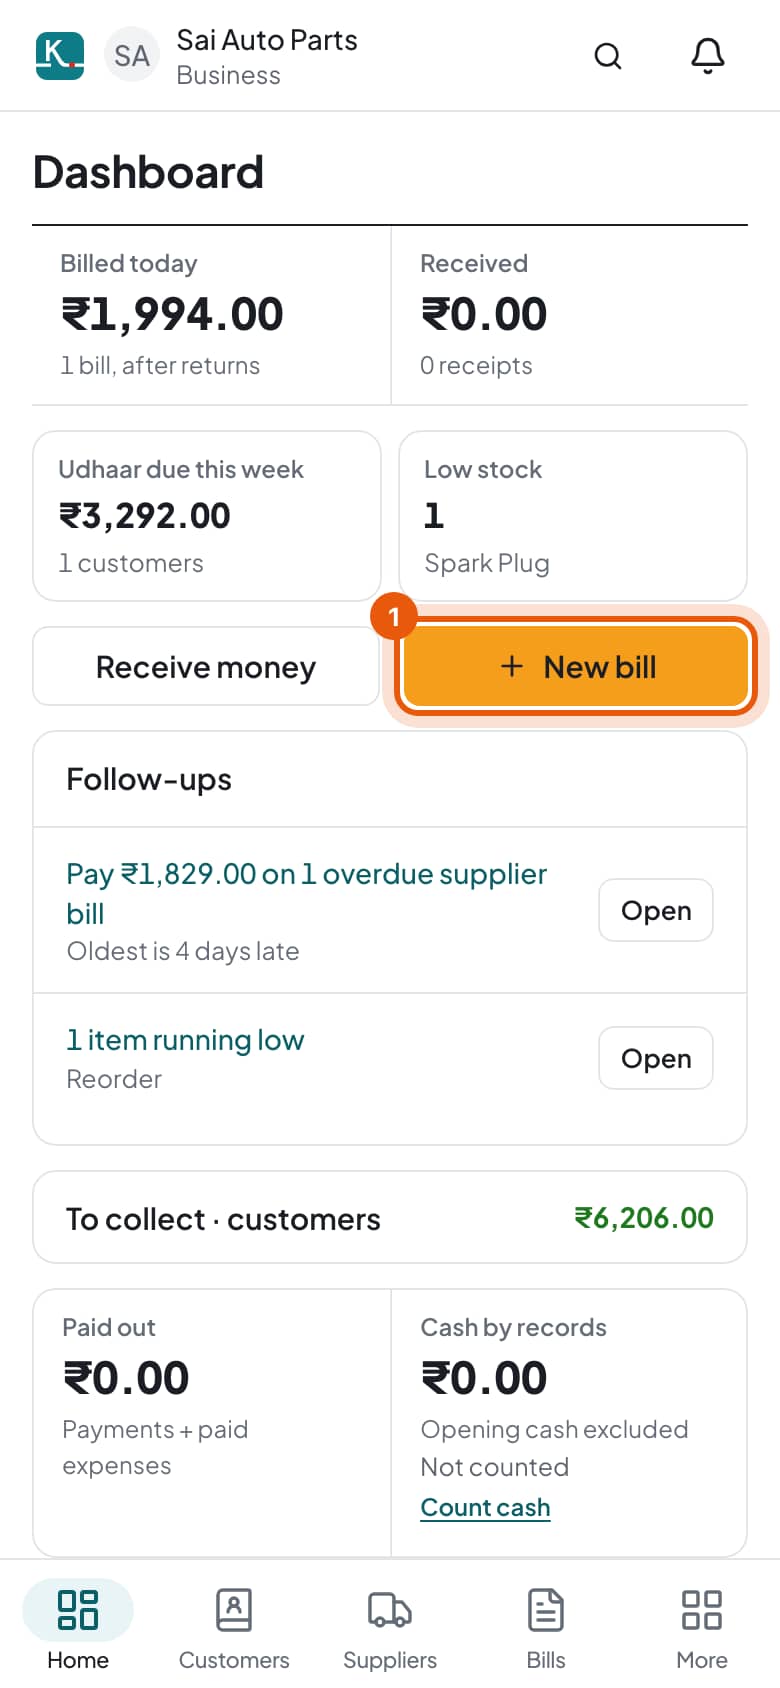 K.
SA
Sai Auto Parts
Business
Dashboard
Billed today
₹1,994.00
1 bill, after returns
Received
₹0.00
0 receipts
Udhaar due this week
₹3,292.00
1 customers
Low stock
1
Spark Plug
Receive money
1
+ New bill
Follow-ups
Pay ₹1,829.00 on 1 overdue supplier
bill
Oldest is 4 days late
Open
1 item running low
Reorder
Open
To collect · customers
₹6,206.00
Paid out
₹0.00
Payments + paid
expenses
Cash by records
₹0.00
Opening cash excluded
Not counted
Count cash
Home
Customers
Suppliers
Bills
More